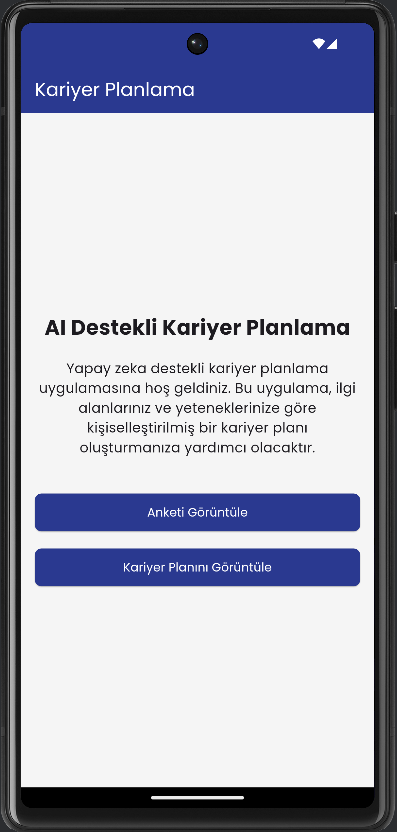 Kariyer Planlama
AI Destekli Kariyer Planlama
Yapay zeka destekli kariyer planlama
uygulamasına hoş geldiniz. Bu uygulama, ilgi
alanlarınız ve yeteneklerinize göre
kişiselleştirilmiş bir kariyer planı
oluşturmanıza yardımcı olacaktır.
Anketi Görüntüle
Kariyer Planını Görüntüle